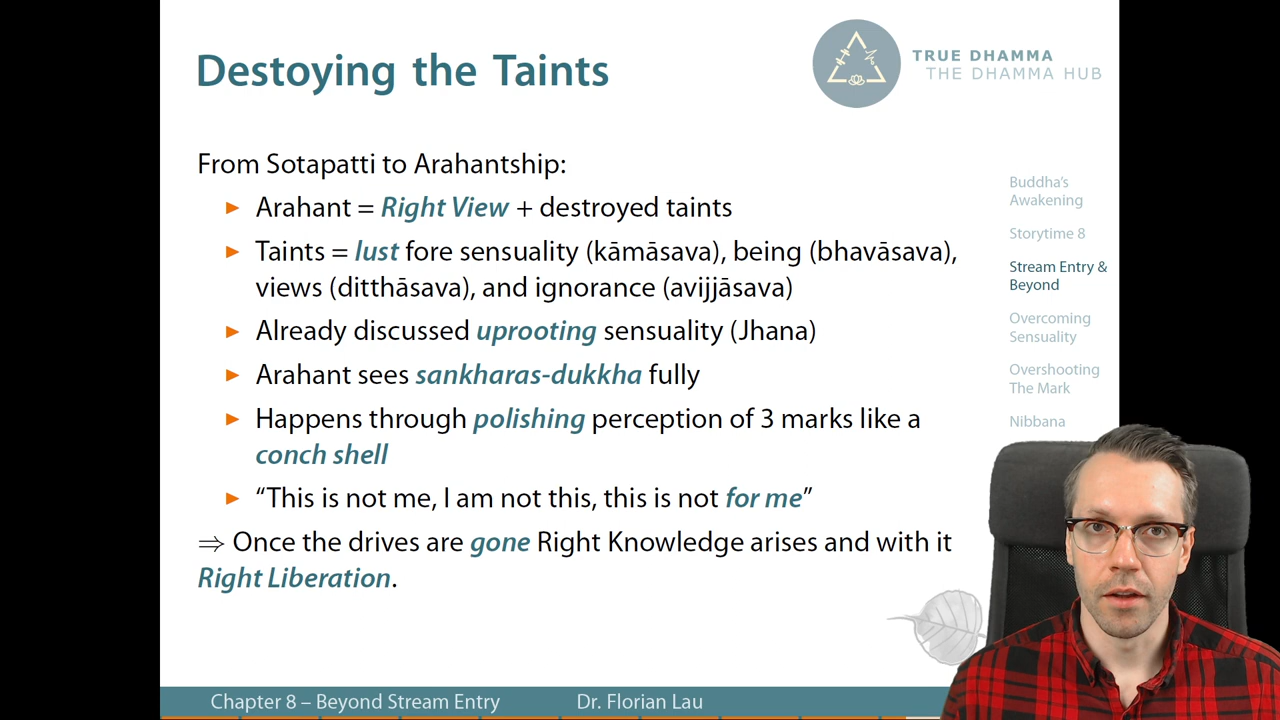 Destoying the Taints
TRUE DHAMMA
THE DHAMMA HUB
From Sotapatti to Arahantship:
► Arahant = Right View + destroyed taints
► Taints = lust fore sensuality (kāmāsava), being (bhavāsava),
views (ditthāsava), and ignorance (avijjāsava)
► Already discussed uprooting sensuality (Jhana)
► Arahant sees sankharas-dukkha fully
► Happens through polishing perception of 3 marks like a
conch shell
► “This is not me, I am not this, this is not for me”
⇒ Once the drives are gone Right Knowledge arises and with it
Right Liberation.
Buddha’s
Awakening
Storytime 8
Stream Entry &
Beyond
Overcoming
Sensuality
Overshooting
The Mark
Nibbana
Chapter 8 – Beyond Stream Entry
Dr. Florian Lau